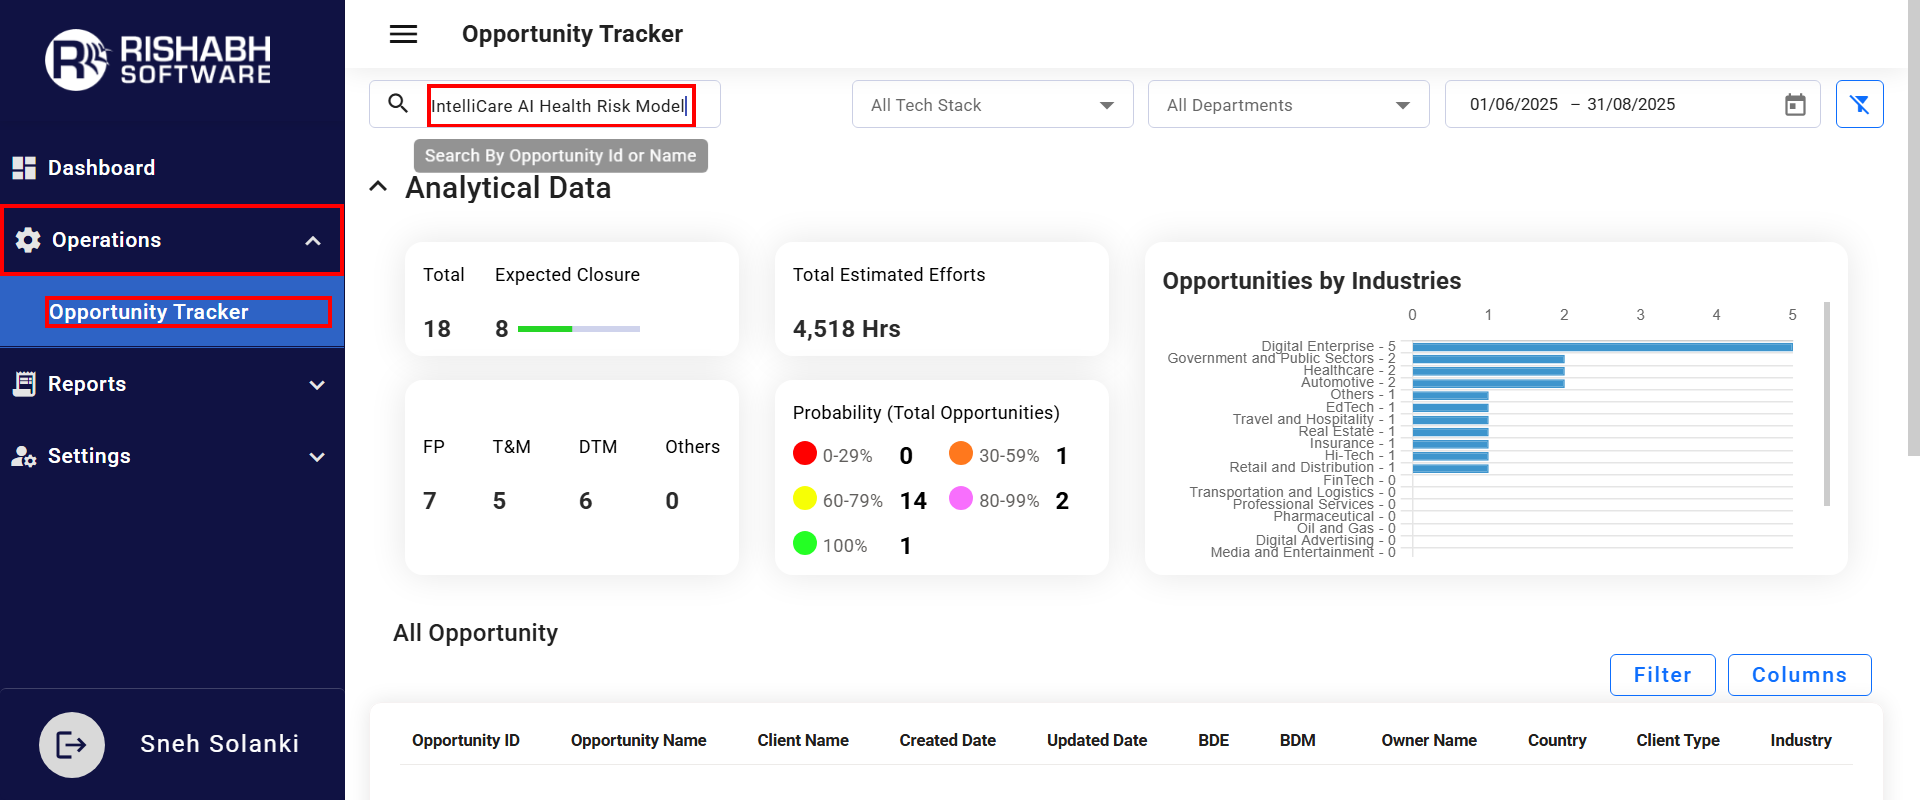 RISHABH
SOFTWARE
Dashboard
Operations
Opportunity Tracker
Reports
Settings
Sneh Solanki
Opportunity Tracker
IntelliCare AI Health Risk Model
All Tech Stack
All Departments
01/06/2025 – 31/08/2025
Search By Opportunity Id or Name
Analytical Data
Total Expected Closure
18 8
Total Estimated Efforts
4,518 Hrs
FP T&M DTM Others
7 5 6 0
Probability (Total Opportunities)
0-29% 0 30-59% 1
60-79% 14 80-99% 2
100% 1
Opportunities by Industries
0 1 2 3 4 5
Digital Enterprise - 5
Government and Public Sectors - 2
Healthcare - 2
Automotive - 2
Others - 1
EdTech - 1
Travel and Hospitality - 1
Real Estate - 1
Insurance - 1
Hi-Tech - 1
Retail and Distribution - 1
FinTech - 0
Transportation and Logistics - 0
Professional Services - 0
Pharmaceutical - 0
Oil and Gas - 0
Digital Advertising - 0
Media and Entertainment - 0
All Opportunity
Filter Columns
Opportunity ID Opportunity Name Client Name Created Date Updated Date BDE BDM Owner Name Country Client Type Industry